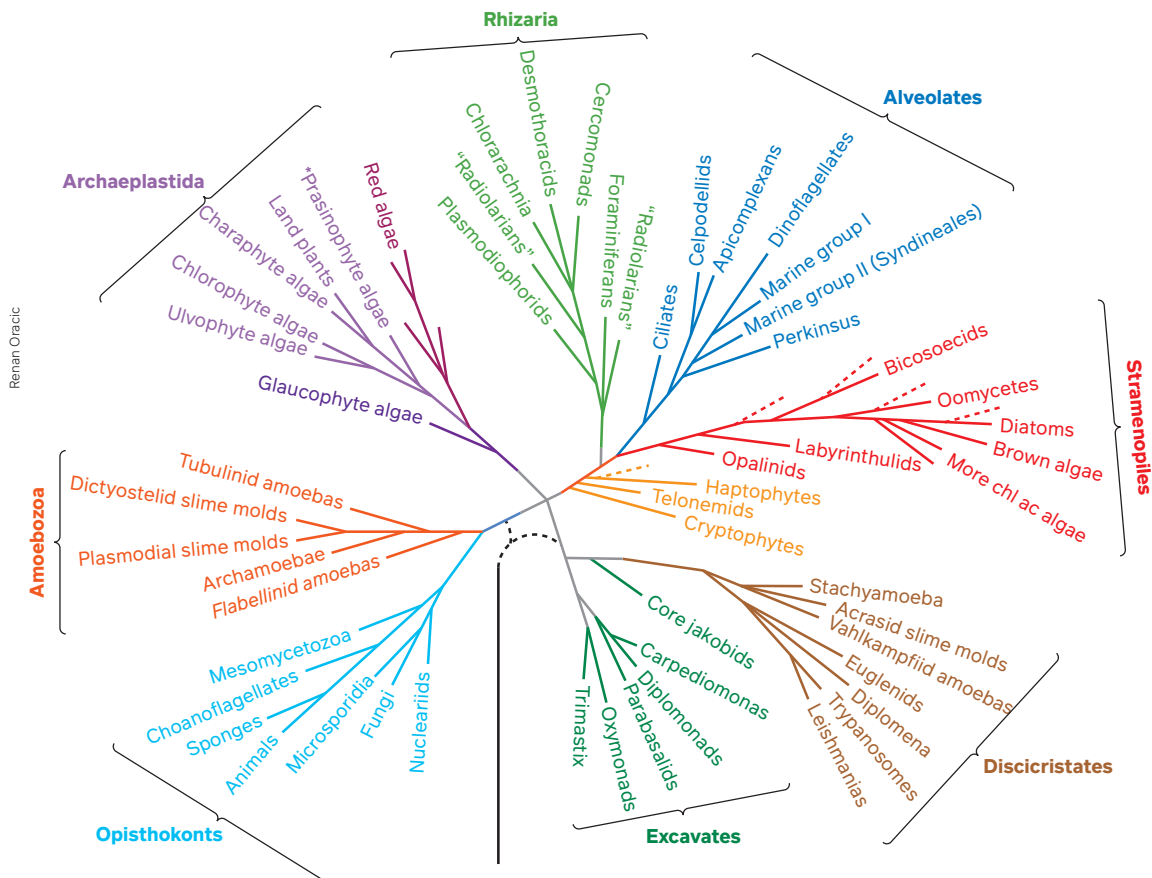 Rhizaria
Alveolates
Archaeplastida
Renan Oracic
Stramenopiles
Amoebozoa
Opisthokonts
Excavates
Discicristates
Glaucophyte algae
Ulvophyte algae
Chlorophyte algae
Charaphyte algae
Land plants
*Prasinophyte algae
Red algae
Plasmodiophorids
“Radiolarians”
Chlorarachnia
Desmothoracids
Cercomonads
Foraminiferans
“Radiolarians”
Ciliates
Celpodellids
Apicomplexans
Dinoflagellates
Marine group I
Marine group II (Syndineales)
Perkinsus
Bicosoecids
Oomycetes
Diatoms
Brown algae
More chl ac algae
Labyrinthulids
Opalinids
Haptophytes
Telonemids
Cryptophytes
Stachyamoeba
Acrasid slime molds
Vahlkampfiid amoebas
Euglenids
Diplomena
Trypanosomes
Leishmanias
Core jakobids
Carpediomonas
Diplomonads
Parabasalids
Oxymonads
Trimastix
Nucleariids
Fungi
Microsporidia
Animals
Sponges
Choanoflagellates
Mesomycetozoa
Flabellinid amoebas
Archamoebae
Plasmodial slime molds
Dictyostelid slime molds
Tubulinid amoebas